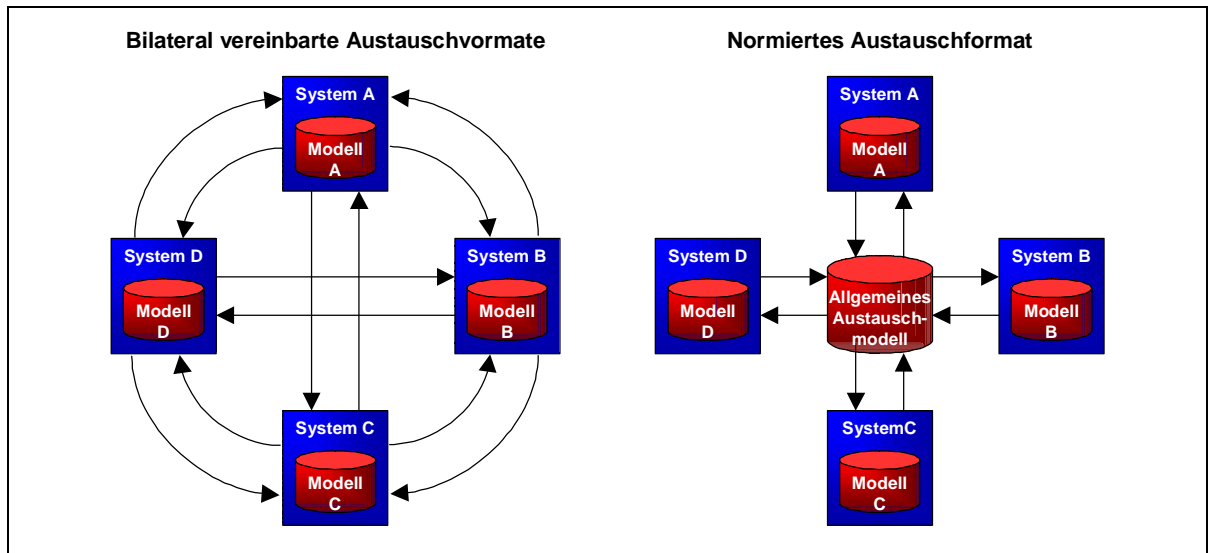 Bilateral vereinbarte Austauschvormate
System A
Modell
A
System D
Modell
D
System B
Modell
B
System C
Modell
C
Normiertes Austauschformat
System A
Modell
A
System D
Modell
D
Allgemeines
Austausch-
modell
System B
Modell
B
SystemC
Modell
C